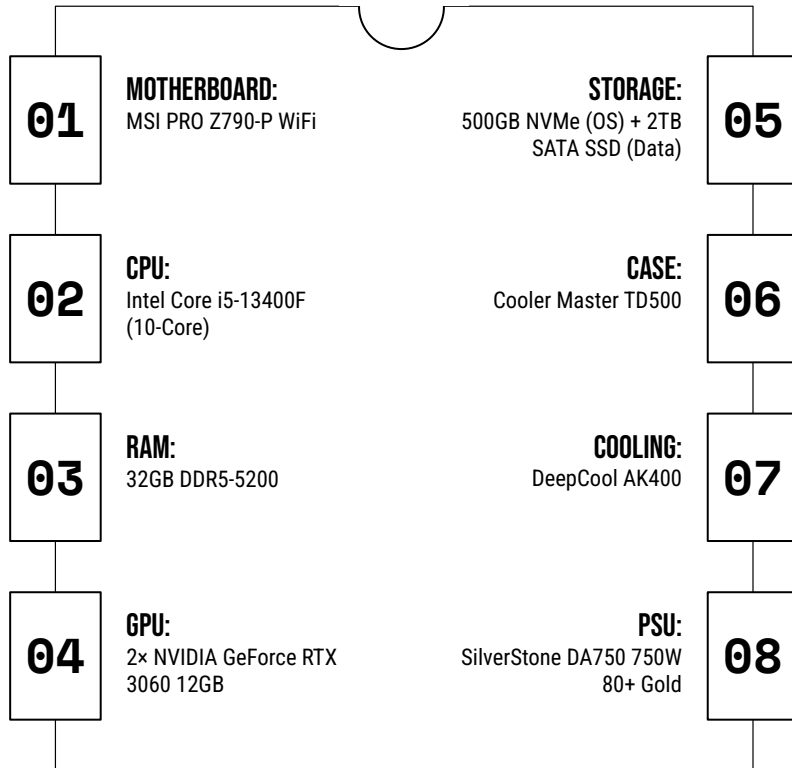 01
MOTHERBOARD:
MSI PRO Z790-P WiFi
02
CPU:
Intel Core i5-13400F
(10-Core)
03
RAM:
32GB DDR5-5200
04
GPU:
2× NVIDIA GeForce RTX
3060 12GB
05
STORAGE:
500GB NVMe (OS) + 2TB
SATA SSD (Data)
06
CASE:
Cooler Master TD500
07
COOLING:
DeepCool AK400
08
PSU:
SilverStone DA750 750W
80+ Gold